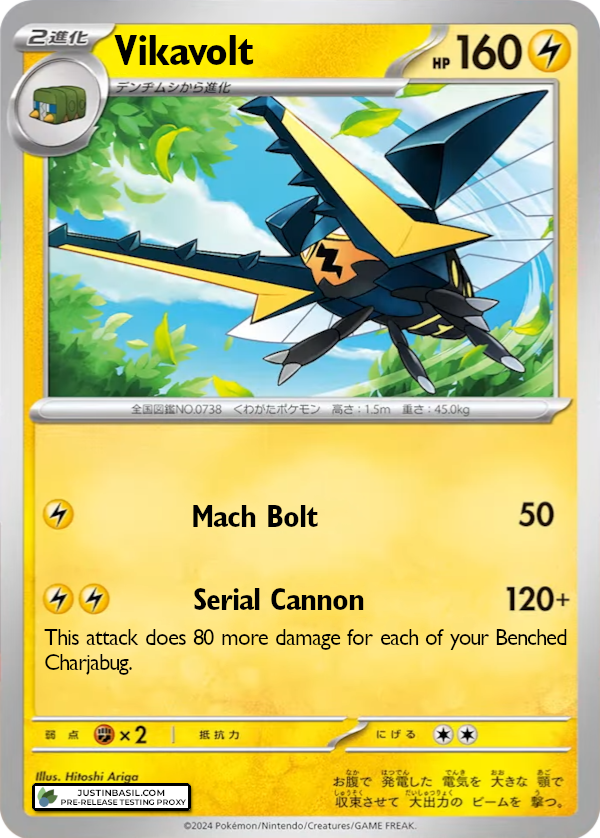 2進化
Vikavolt
HP 160
デンヂムシから進化
全国図鑑NO.0738 くわがたポケモン 高さ:1.5m 重さ:45.0kg
Mach Bolt 50
Serial Cannon 120+
This attack does 80 more damage for each of your Benched
Charjabug.
弱点 ×2 抵抗力 にげる
Illus. Hitoshi Ariga
JUSTINBASIL.COM
PRE-RELEASE TESTING PROXY
お腹で 発電した 電気を 大きな 顎で
収束させて 大出力の ビームを 撃つ。
©2024 Pokémon/Nintendo/Creatures/GAME FREAK.